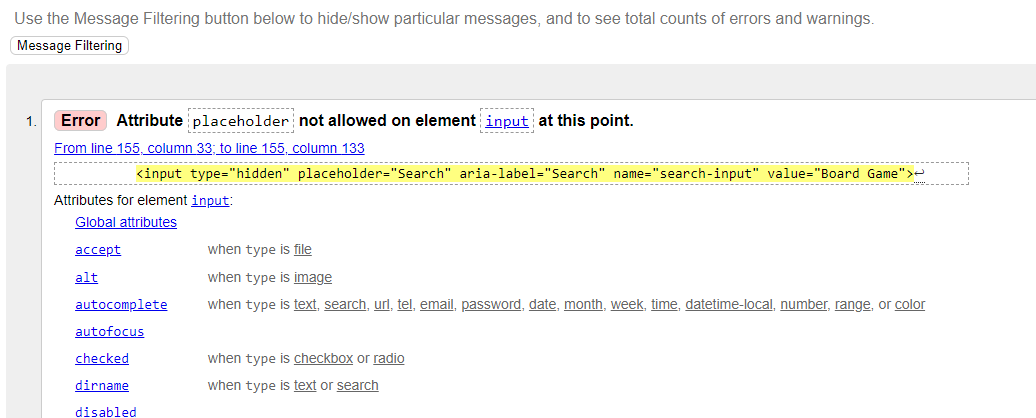 Use the Message Filtering button below to hide/show particular messages, and to see total counts of errors and warnings.
Message Filtering
1. Error Attribute placeholder not allowed on element input at this point.
From line 155, column 33; to line 155, column 133
<input type="hidden" placeholder="Search" aria-label="Search" name="search-input" value="Board Game">↩
Attributes for element input:
Global attributes
accept when type is file
alt when type is image
autocomplete when type is text, search, url, tel, email, password, date, month, week, time, datetime-local, number, range, or color
autofocus
checked when type is checkbox or radio
dirname when type is text or search
disabled